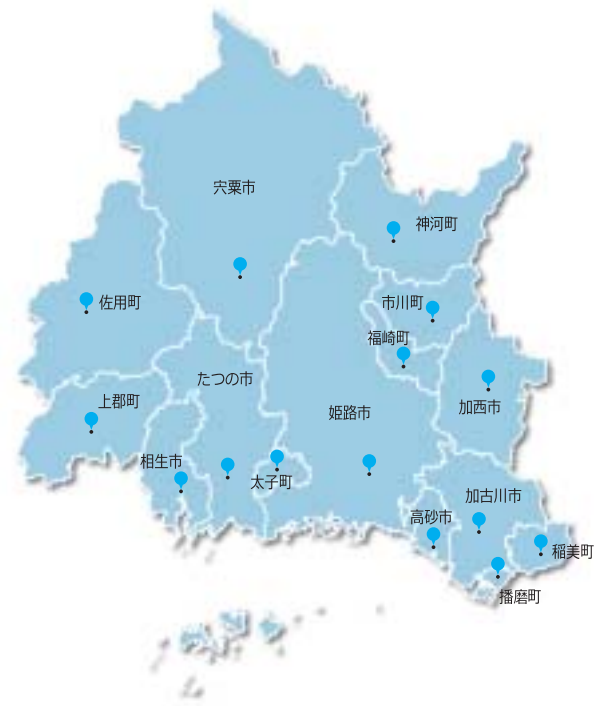 宍粟市
神河町
佐用町
市川町
福崎町
たつの市
上郡町
姫路市
加西市
相生市
太子町
加古川市
高砂市
稲美町
播磨町